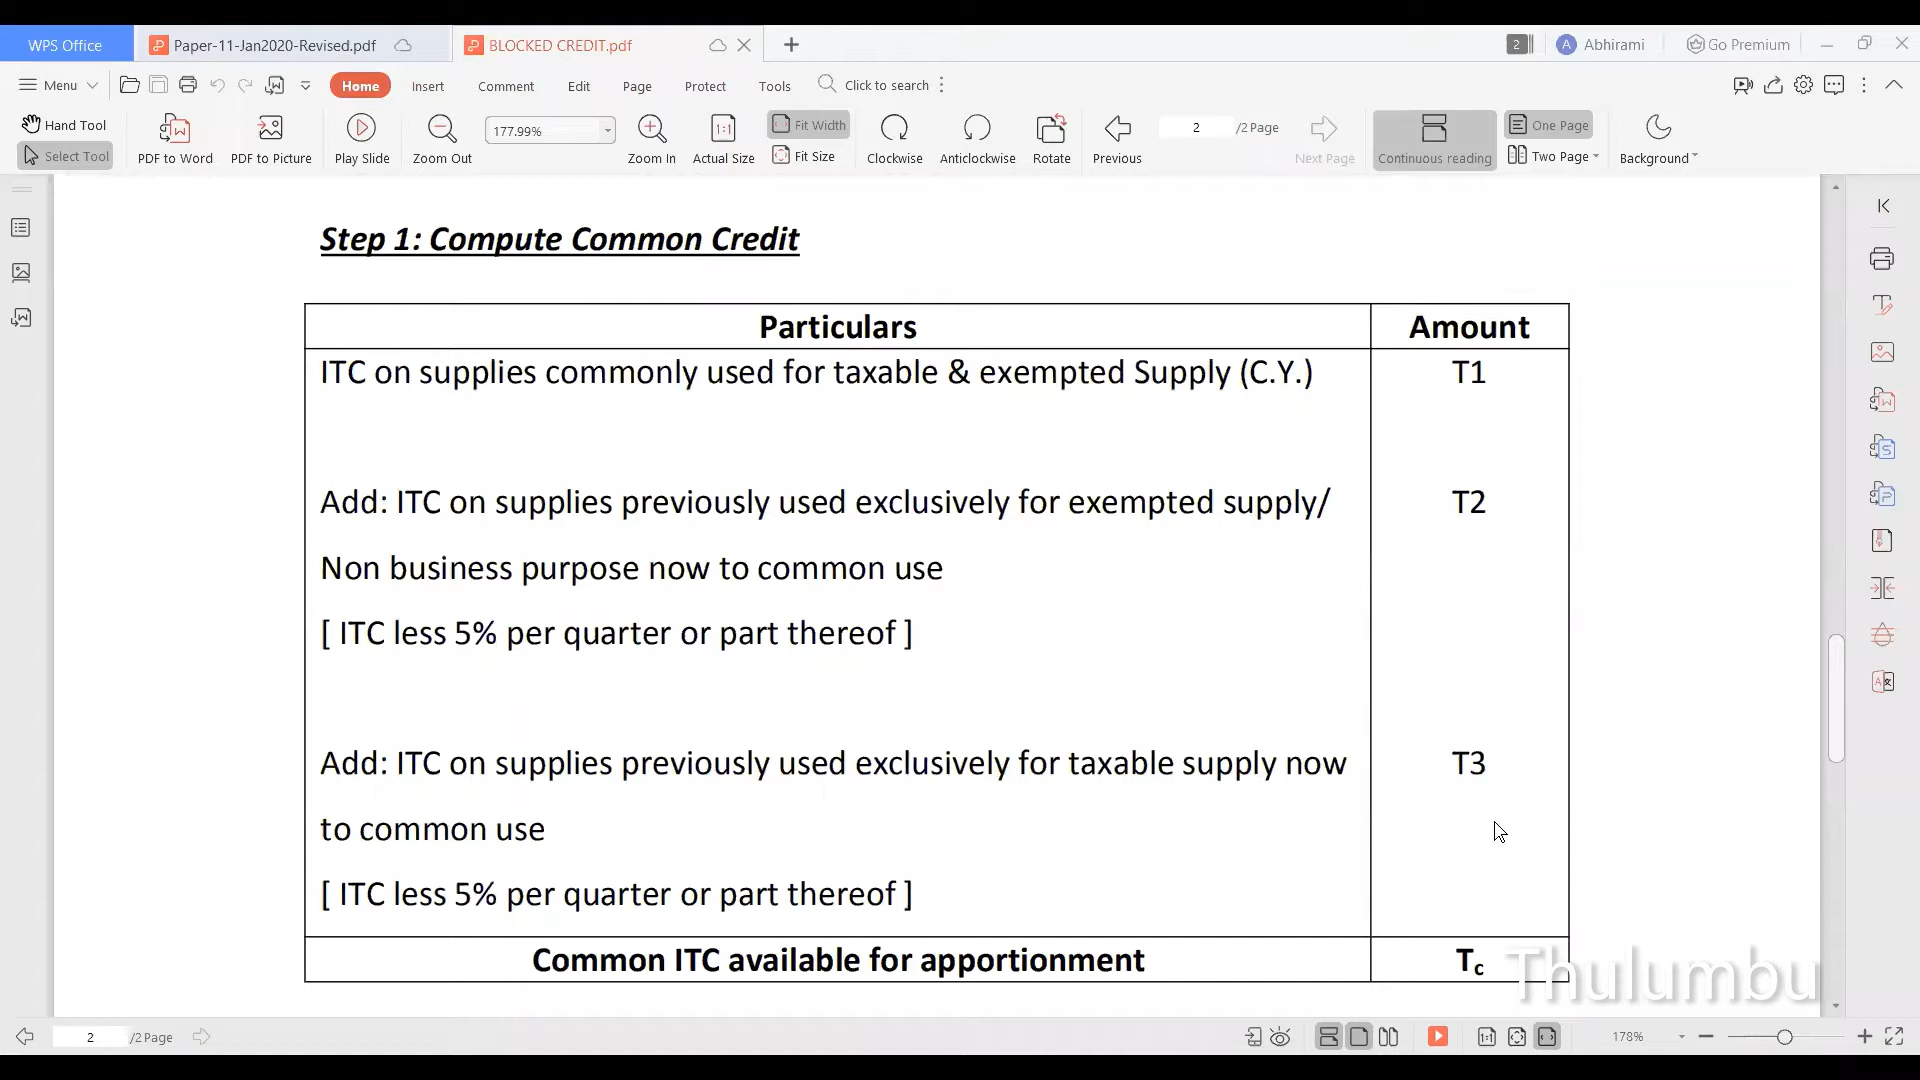 WPS Office
Paper-11-Jan2020-Revised.pdf
BLOCKED CREDIT.pdf
2
A
Abhirami
Go Premium
Menu
Home
Insert
Comment
Edit
Page
Protect
Tools
Click to search
Hand Tool
Select Tool
PDF to Word
PDF to Picture
Play Slide
Zoom Out
177.99%
Zoom In
1:1
Actual Size
Fit Width
Fit Size
Clockwise
Anticlockwise
Rotate
Previous
2
/2 Page
Next Page
Continuous reading
One Page
Two Page
Background
Step 1: Compute Common Credit
Particulars
Amount
ITC on supplies commonly used for taxable & exempted Supply (C.Y.)
T1
Add: ITC on supplies previously used exclusively for exempted supply/
T2
Non business purpose now to common use
[ ITC less 5% per quarter or part thereof ]
Add: ITC on supplies previously used exclusively for taxable supply now
T3
to common use
[ ITC less 5% per quarter or part thereof ]
Common ITC available for apportionment
Tc
Thulumbu
2
/2 Page
1:1
178%